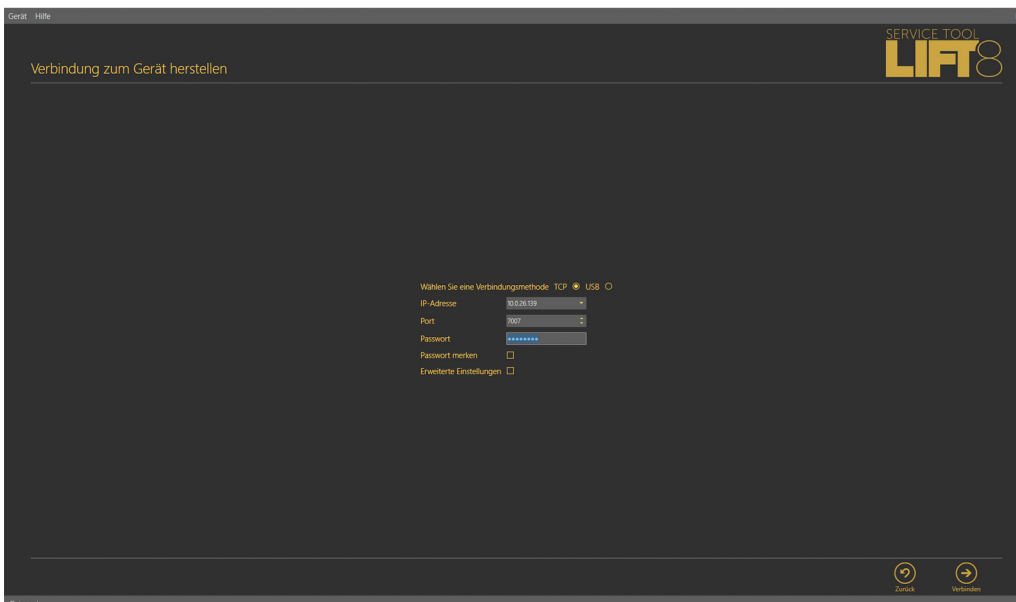 Gerät Hilfe
SERVICE TOOL
LIFT8
Verbindung zum Gerät herstellen
Wählen Sie eine Verbindungsmethode TCP USB
IP-Adresse 10.0.26.139
Port 7007
Passwort ••••••••
Passwort merken
Erweiterte Einstellungen
Zurück Verbinden